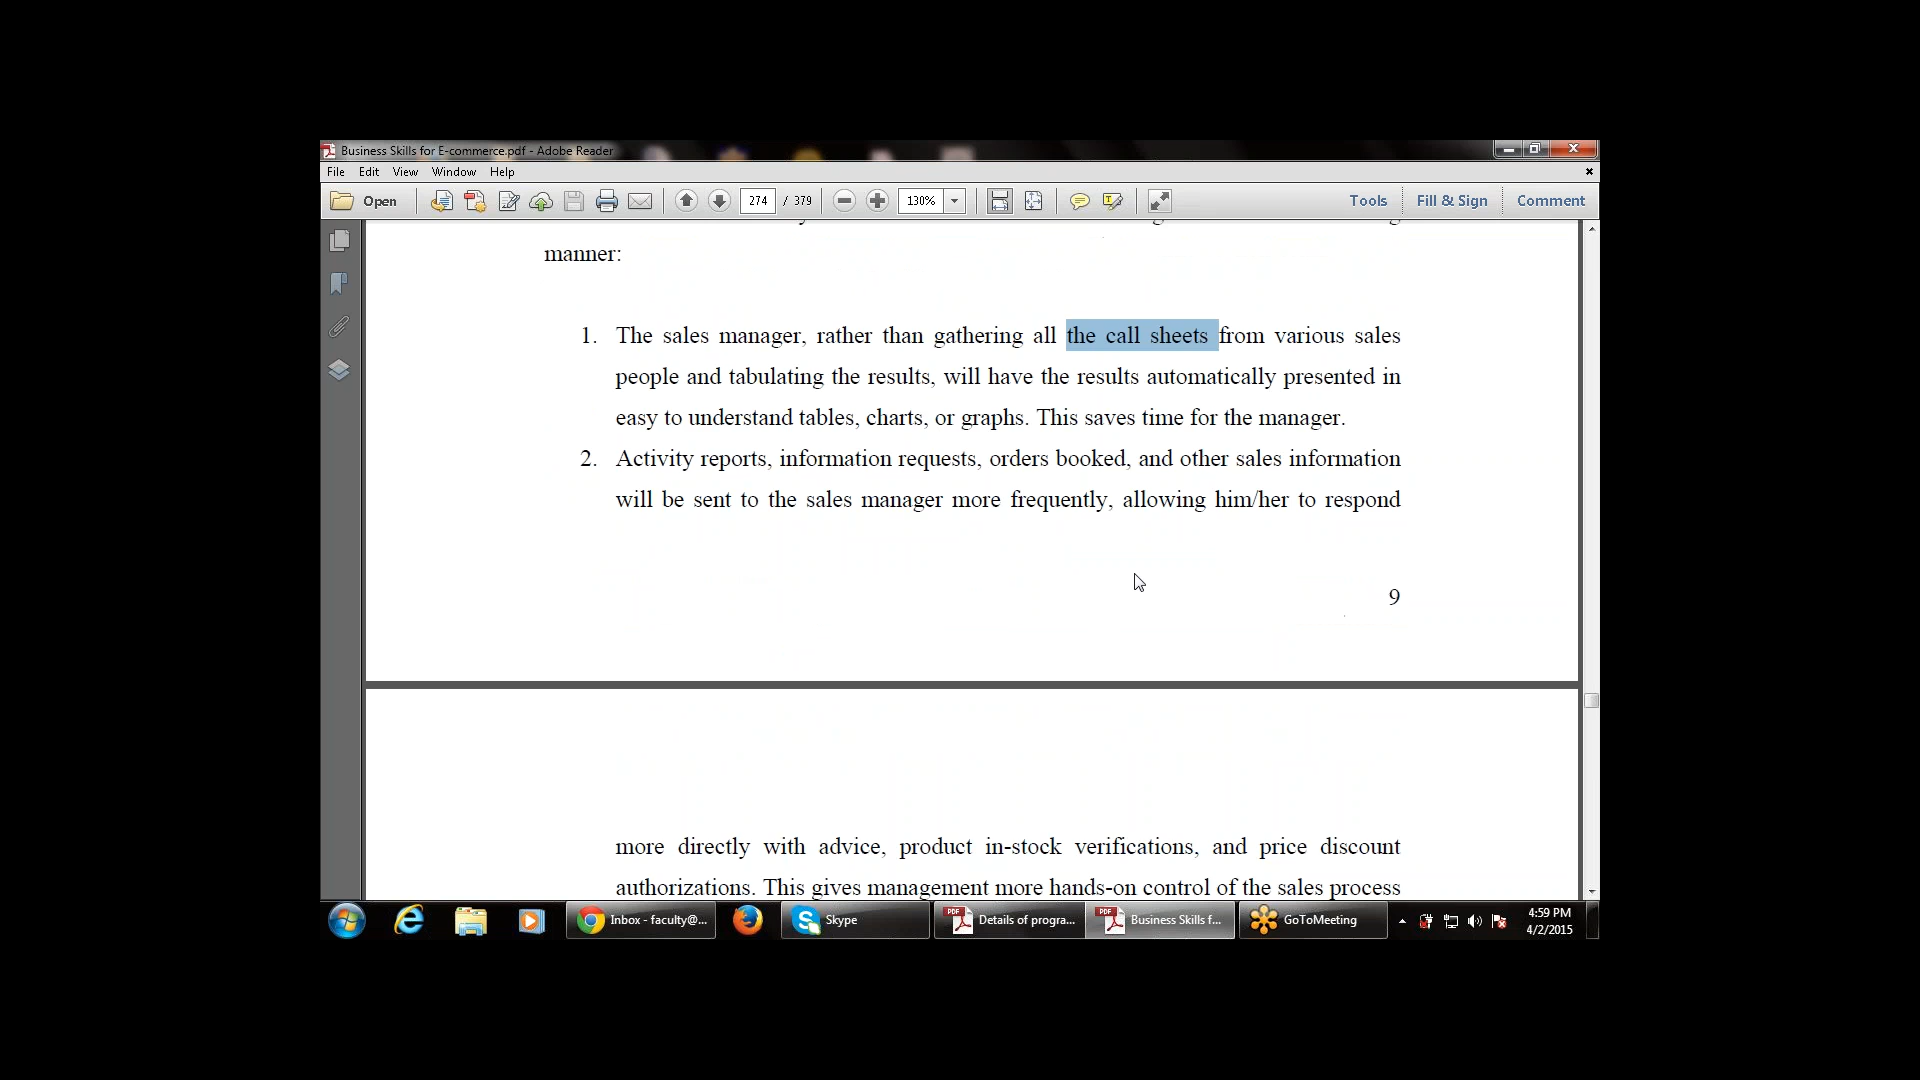 Business Skills for E-commerce.pdf - Adobe Reader
File Edit View Window Help
Open 274 / 379 130% Tools Fill & Sign Comment
manner:
1. The sales manager, rather than gathering all the call sheets from various sales
people and tabulating the results, will have the results automatically presented in
easy to understand tables, charts, or graphs. This saves time for the manager.
2. Activity reports, information requests, orders booked, and other sales information
will be sent to the sales manager more frequently, allowing him/her to respond
9
more directly with advice, product in-stock verifications, and price discount
authorizations. This gives management more hands-on control of the sales process
Inbox - faculty@... Skype Details of progra... Business Skills f... GoToMeeting 4:59 PM
4/2/2015